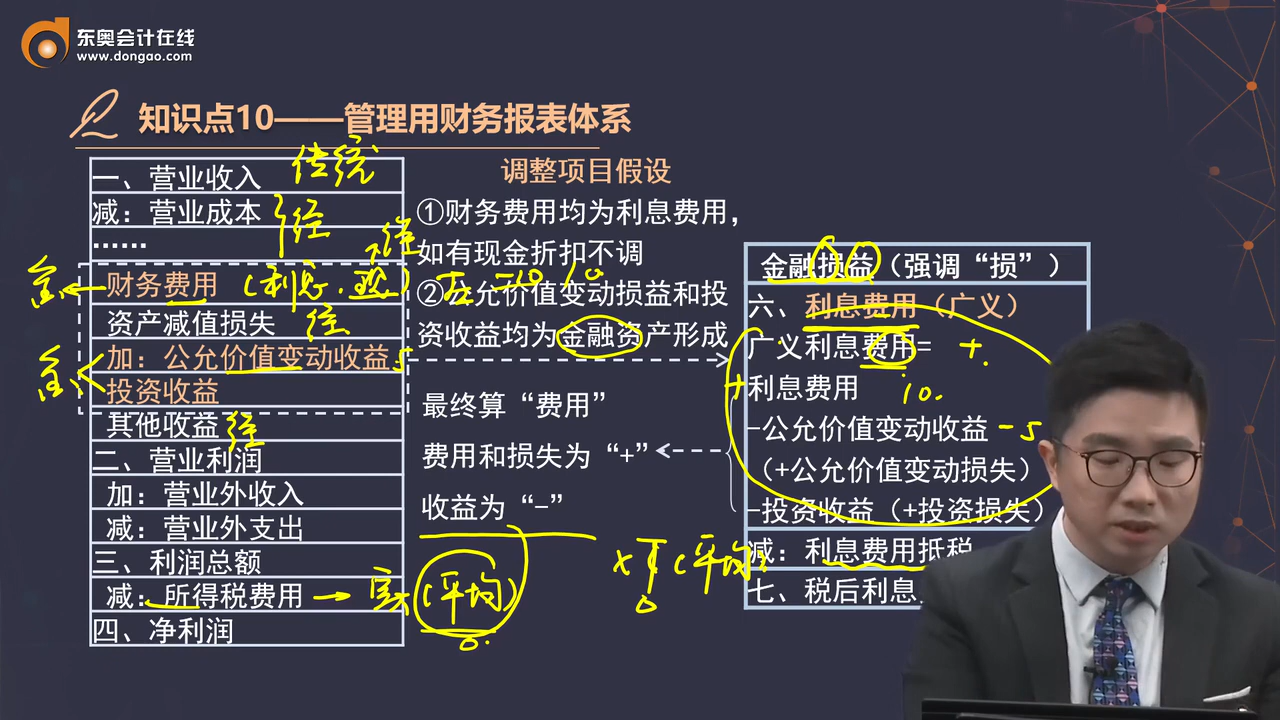 东奥会计在线
www.dongao.com
知识点10——管理用财务报表体系
一、营业收入 传统
减：营业成本 经
……
财务费用 （利息·现）
资产减值损失 经
加：公允价值变动收益 5
投资收益
其他收益 经
二、营业利润
加：营业外收入
减：营业外支出
三、利润总额
减：所得税费用 →
四、净利润
金
金
调整项目假设
①财务费用均为利息费用，
如有现金折扣不调
=10
②公允价值变动损益和投
资收益均为金融资产形成
最终算“费用”
费用和损失为“+”
收益为“-”
（平均）
×T（平均）
金融损益（强调“损”）
六、利息费用（广义）
广义利息费用= +.
+利息费用 10.
-公允价值变动收益 -5
（+公允价值变动损失）
-投资收益（+投资损失）
减：利息费用抵税
七、税后利息